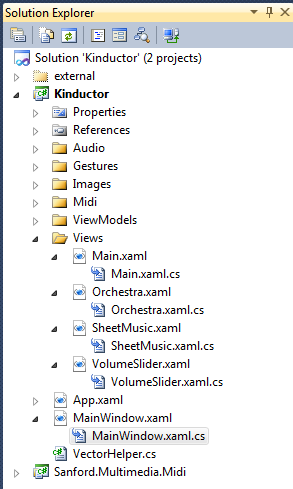 Solution Explorer
Solution 'Kinductor' (2 projects)
external
Kinductor
Properties
References
Audio
Gestures
Images
Midi
ViewModels
Views
Main.xaml
Main.xaml.cs
Orchestra.xaml
Orchestra.xaml.cs
SheetMusic.xaml
SheetMusic.xaml.cs
VolumeSlider.xaml
VolumeSlider.xaml.cs
App.xaml
MainWindow.xaml
MainWindow.xaml.cs
VectorHelper.cs
Sanford.Multimedia.Midi